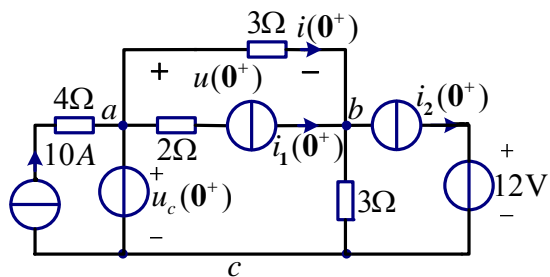 3Ω i(0⁺)
+ u(0⁺) −
4Ω a b i₂(0⁺)
10A 2Ω i₁(0⁺)
+ u_c(0⁺) − 3Ω + 12V −
c